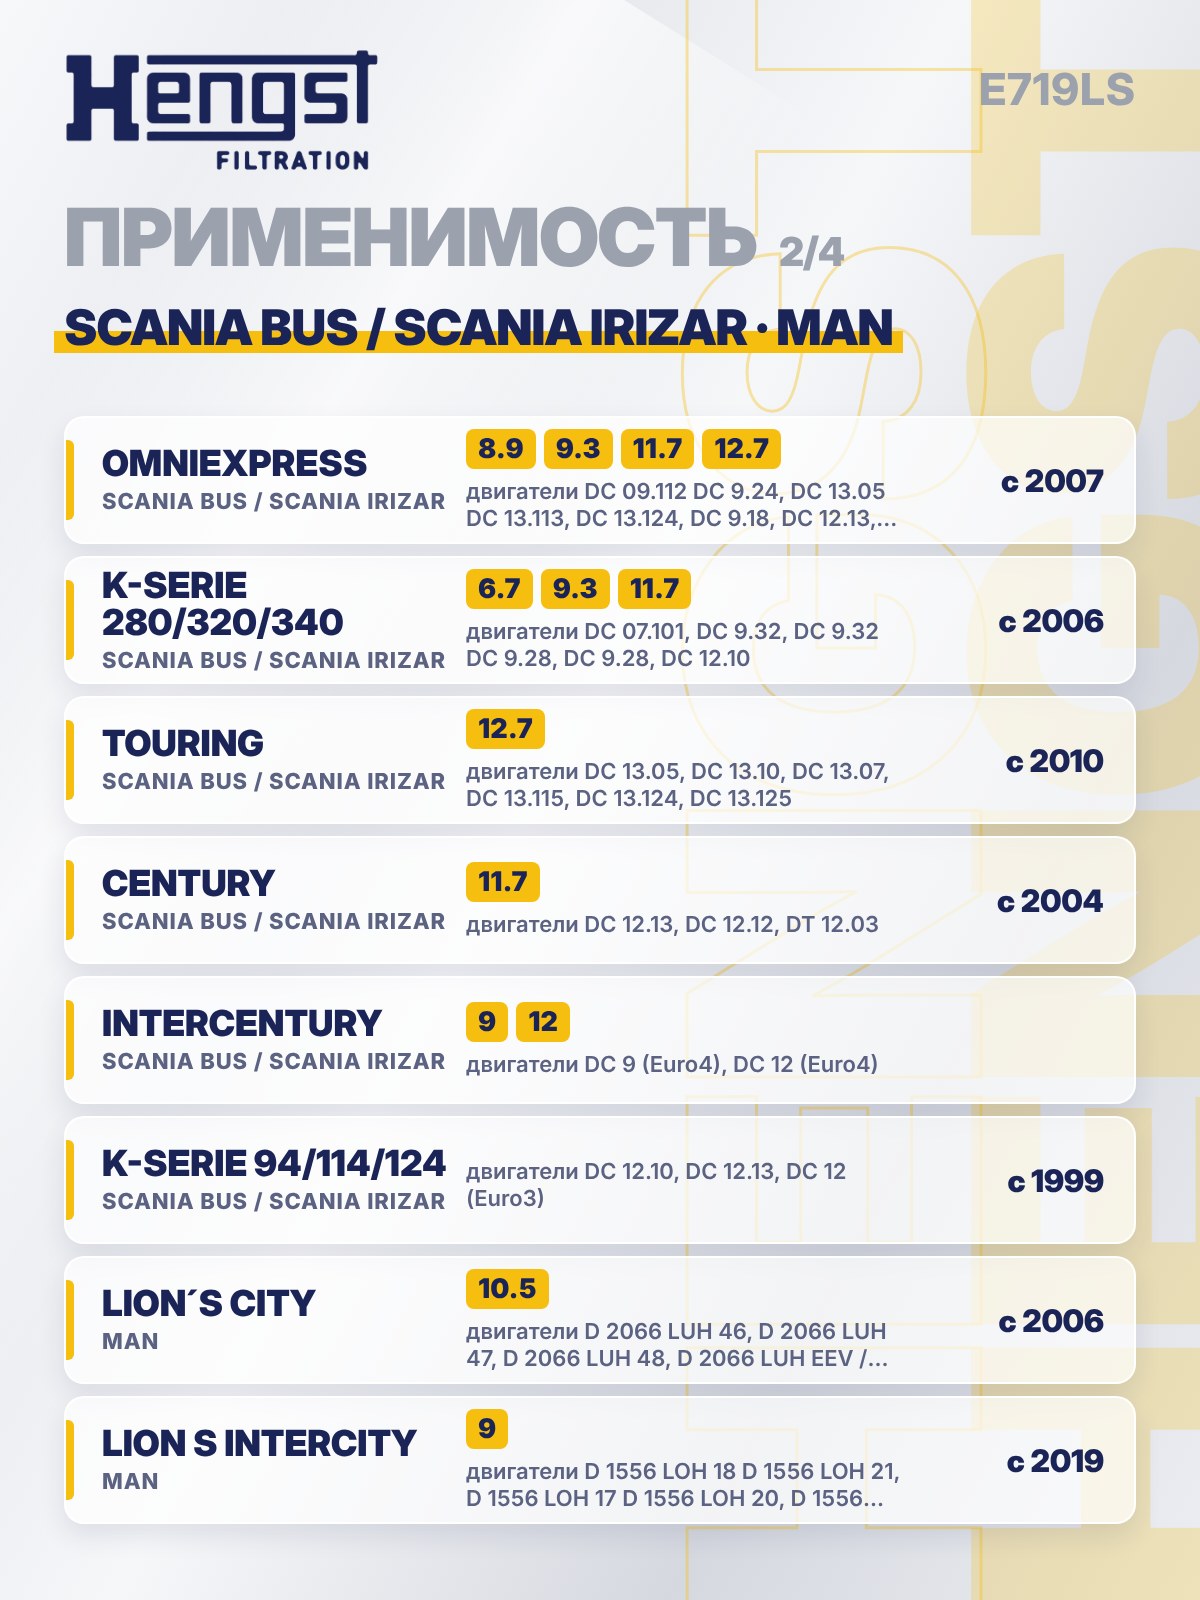 Hengst
FILTRATION
E719LS
ПРИМЕНИМОСТЬ 2/4
SCANIA BUS / SCANIA IRIZAR · MAN
OMNIEXPRESS
SCANIA BUS / SCANIA IRIZAR
8.9 9.3 11.7 12.7
двигатели DC 09.112 DC 9.24, DC 13.05
DC 13.113, DC 13.124, DC 9.18, DC 12.13,...
с 2007
K-SERIE
280/320/340
SCANIA BUS / SCANIA IRIZAR
6.7 9.3 11.7
двигатели DC 07.101, DC 9.32, DC 9.32
DC 9.28, DC 9.28, DC 12.10
с 2006
TOURING
SCANIA BUS / SCANIA IRIZAR
12.7
двигатели DC 13.05, DC 13.10, DC 13.07,
DC 13.115, DC 13.124, DC 13.125
с 2010
CENTURY
SCANIA BUS / SCANIA IRIZAR
11.7
двигатели DC 12.13, DC 12.12, DT 12.03
с 2004
INTERCENTURY
SCANIA BUS / SCANIA IRIZAR
9 12
двигатели DC 9 (Euro4), DC 12 (Euro4)
K-SERIE 94/114/124
SCANIA BUS / SCANIA IRIZAR
двигатели DC 12.10, DC 12.13, DC 12
(Euro3)
с 1999
LION´S CITY
MAN
10.5
двигатели D 2066 LUH 46, D 2066 LUH
47, D 2066 LUH 48, D 2066 LUH EEV /...
с 2006
LION S INTERCITY
MAN
9
двигатели D 1556 LOH 18 D 1556 LOH 21,
D 1556 LOH 17 D 1556 LOH 20, D 1556...
с 2019
HENGST